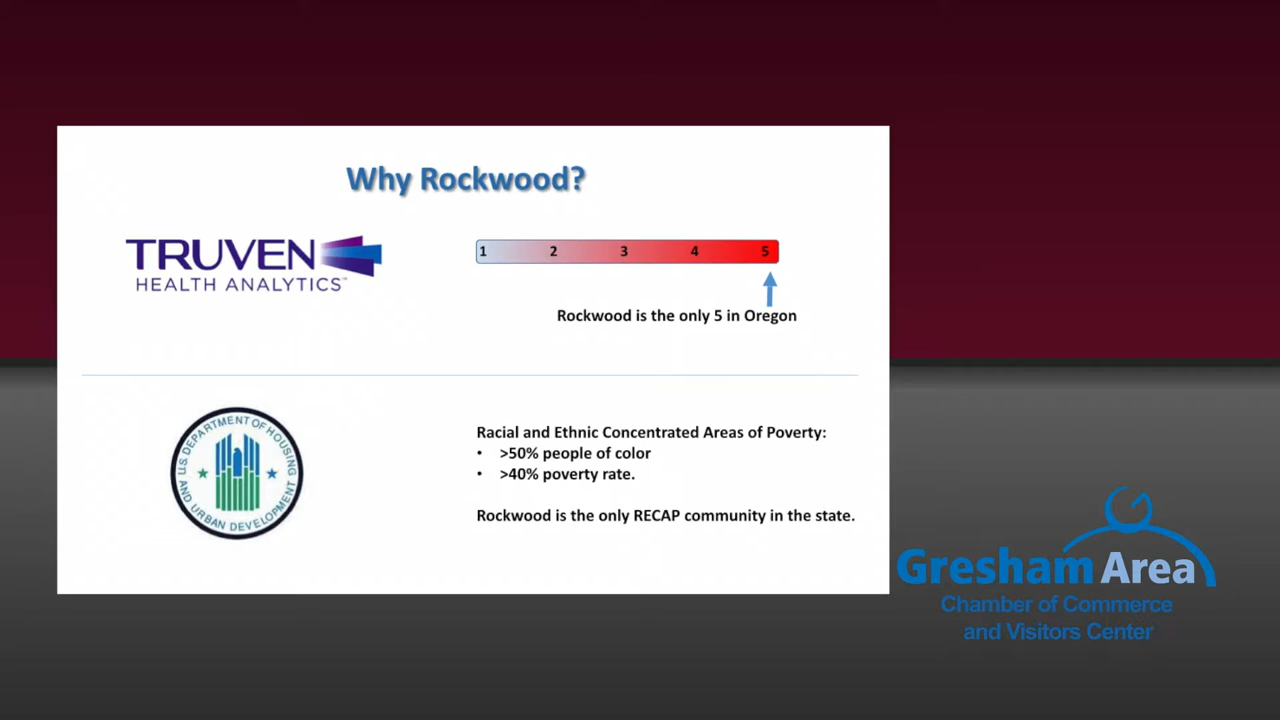 Why Rockwood?
TRUVEN
HEALTH ANALYTICS™
1 2 3 4 5
Rockwood is the only 5 in Oregon
U.S. DEPARTMENT OF HOUSING
AND URBAN DEVELOPMENT
Racial and Ethnic Concentrated Areas of Poverty:
• >50% people of color
• >40% poverty rate.
Rockwood is the only RECAP community in the state.
Gresham Area
Chamber of Commerce
and Visitors Center